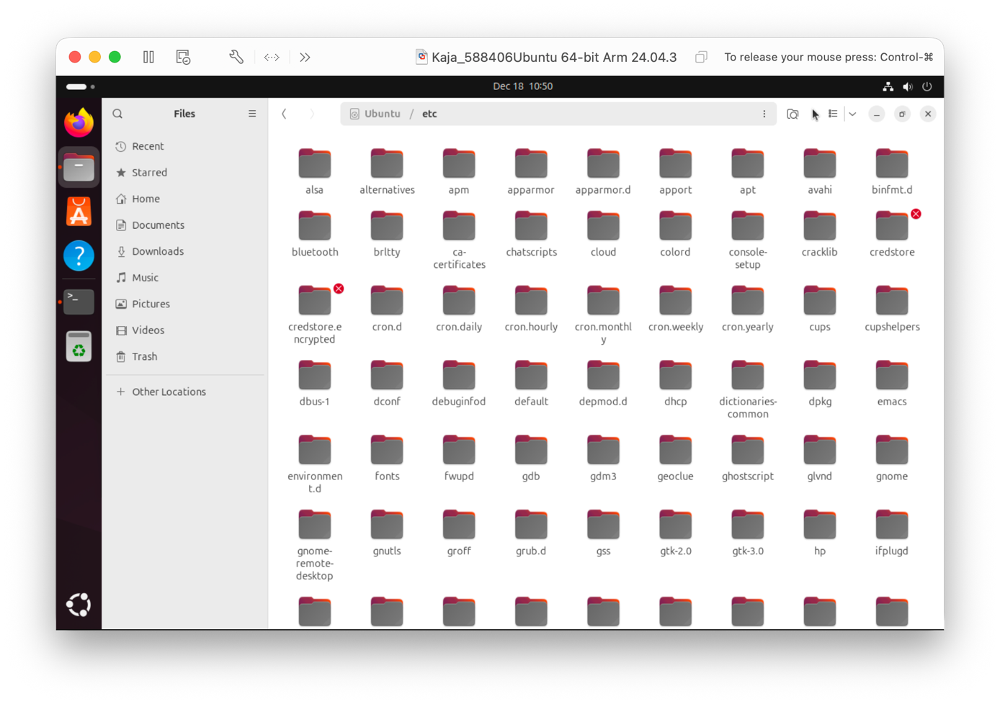 Kaja_588406Ubuntu 64-bit Arm 24.04.3
To release your mouse press: Control-⌘
Dec 18 10:50
Files
Ubuntu / etc
Recent
Starred
Home
Documents
Downloads
Music
Pictures
Videos
Trash
+ Other Locations
alsa alternatives apm apparmor apparmor.d apport apt avahi binfmt.d
bluetooth brltty ca-certificates chatscripts cloud colord console-setup cracklib credstore
credstore.encrypted cron.d cron.daily cron.hourly cron.monthly cron.weekly cron.yearly cups cupshelpers
dbus-1 dconf debuginfod default depmod.d dhcp dictionaries-common dpkg emacs
environment.d fonts fwupd gdb gdm3 geoclue ghostscript glvnd gnome
gnome-remote-desktop gnutls groff grub.d gss gtk-2.0 gtk-3.0 hp ifplugd